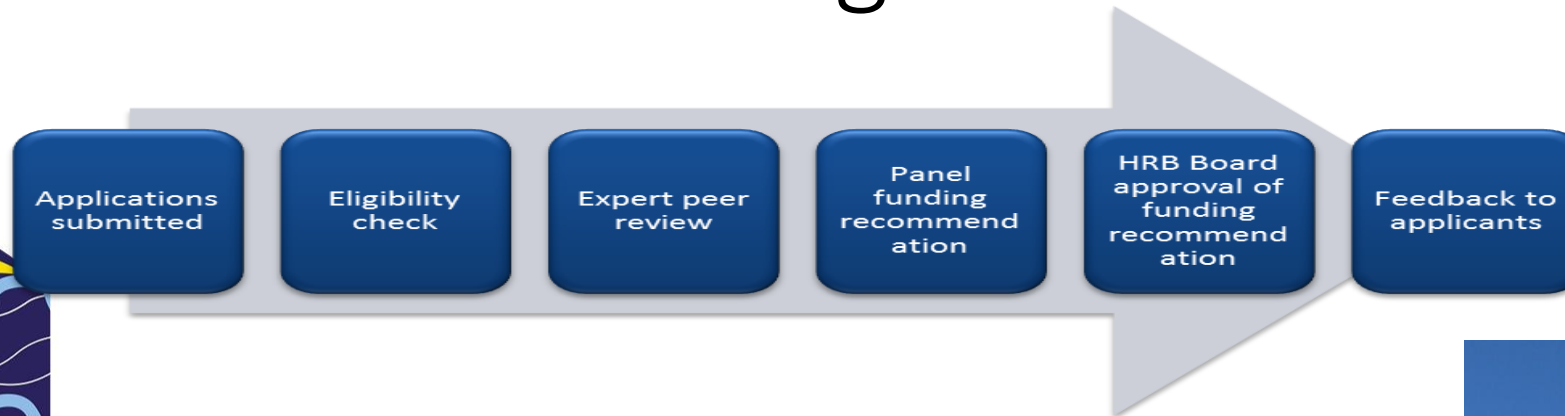 Applications
submitted
Eligibility
check
Expert peer
review
Panel
funding
recommend
ation
HRB Board
approval of
funding
recommend
ation
Feedback to
applicants